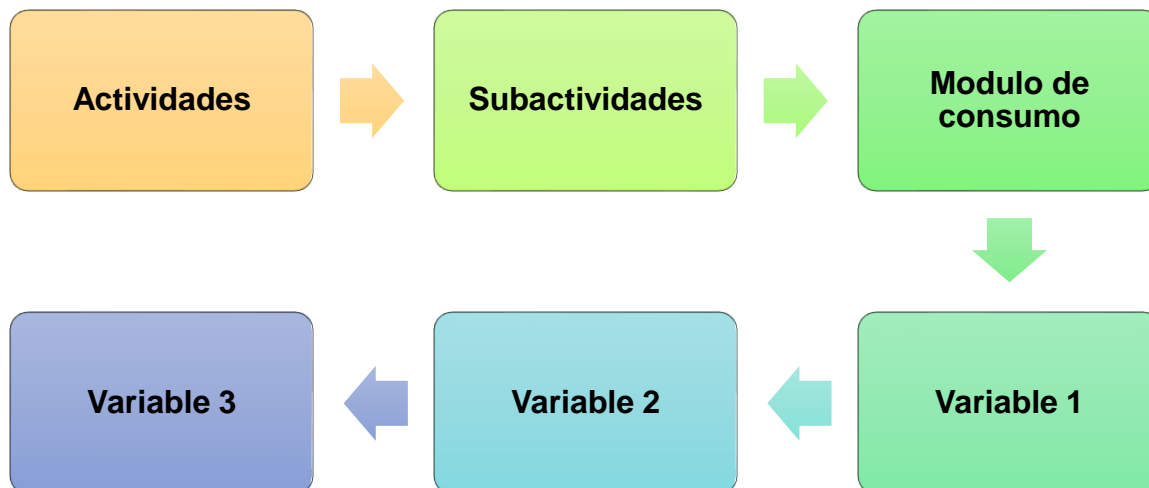 Actividades
Subactividades
Modulo de
consumo
Variable 1
Variable 2
Variable 3